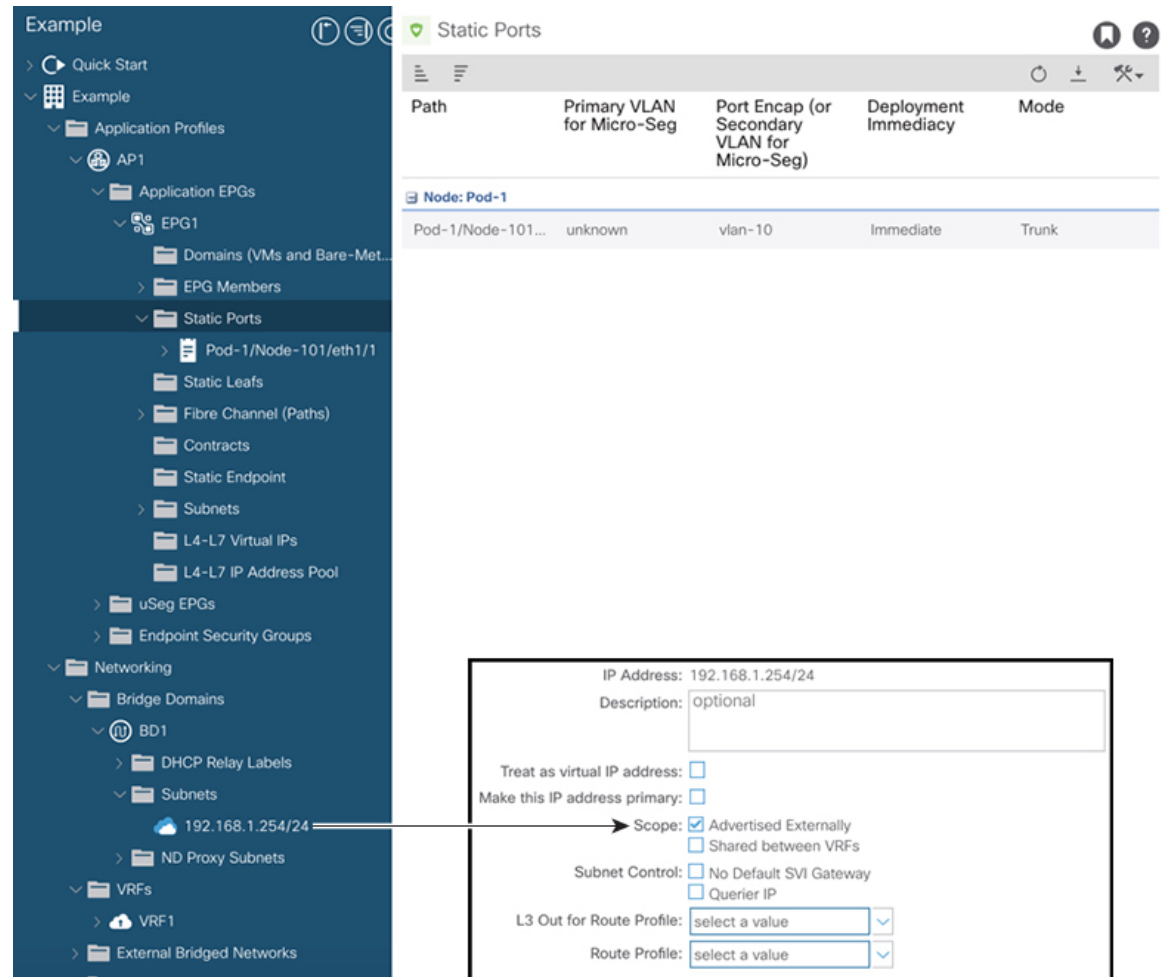 Example
Quick Start
Example
Application Profiles
AP1
Application EPGs
EPG1
Domains (VMs and Bare-Met...
EPG Members
Static Ports
Pod-1/Node-101/eth1/1
Static Leafs
Fibre Channel (Paths)
Contracts
Static Endpoint
Subnets
L4-L7 Virtual IPs
L4-L7 IP Address Pool
uSeg EPGs
Endpoint Security Groups
Networking
Bridge Domains
BD1
DHCP Relay Labels
Subnets
192.168.1.254/24
ND Proxy Subnets
VRFs
VRF1
External Bridged Networks
Static Ports
Path
Primary VLAN
for Micro-Seg
Port Encap (or
Secondary
VLAN for
Micro-Seg)
Deployment
Immediacy
Mode
Node: Pod-1
Pod-1/Node-101... unknown vlan-10 Immediate Trunk
IP Address: 192.168.1.254/24
Description: optional
Treat as virtual IP address:
Make this IP address primary:
Scope: Advertised Externally
Shared between VRFs
Subnet Control: No Default SVI Gateway
Querier IP
L3 Out for Route Profile: select a value
Route Profile: select a value